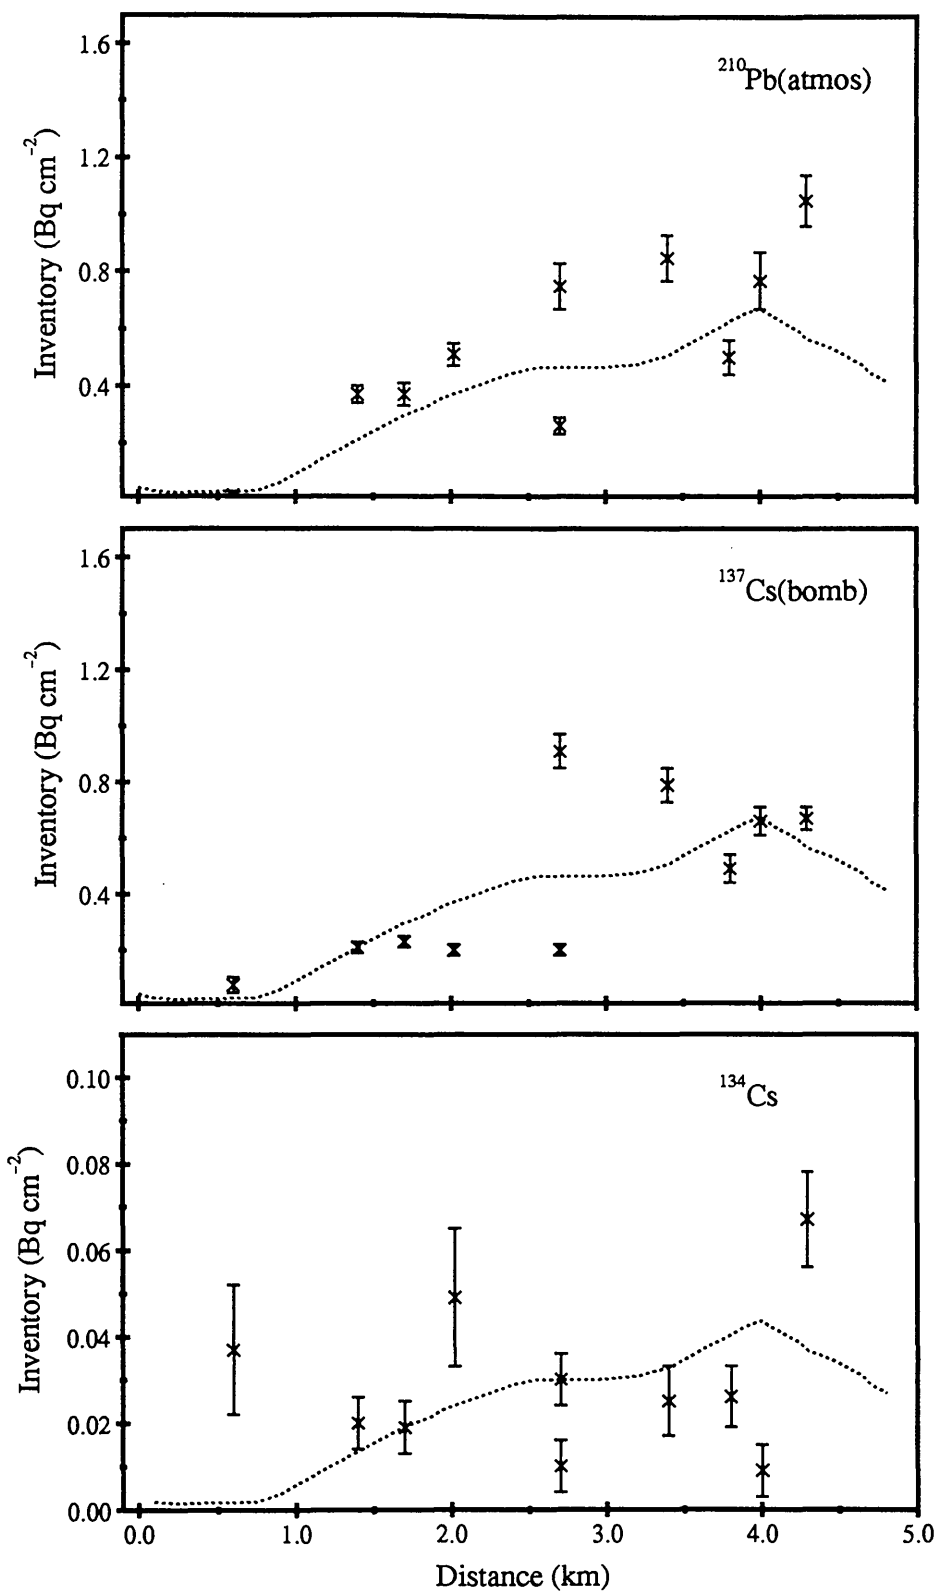 1.6
²¹⁰Pb(atmos)
1.2
0.8
0.4
Inventory (Bq cm⁻²)
1.6
¹³⁷Cs(bomb)
1.2
0.8
0.4
Inventory (Bq cm⁻²)
0.10
¹³⁴Cs
0.08
0.06
0.04
0.02
0.00
Inventory (Bq cm⁻²)
0.0 1.0 2.0 3.0 4.0 5.0
Distance (km)